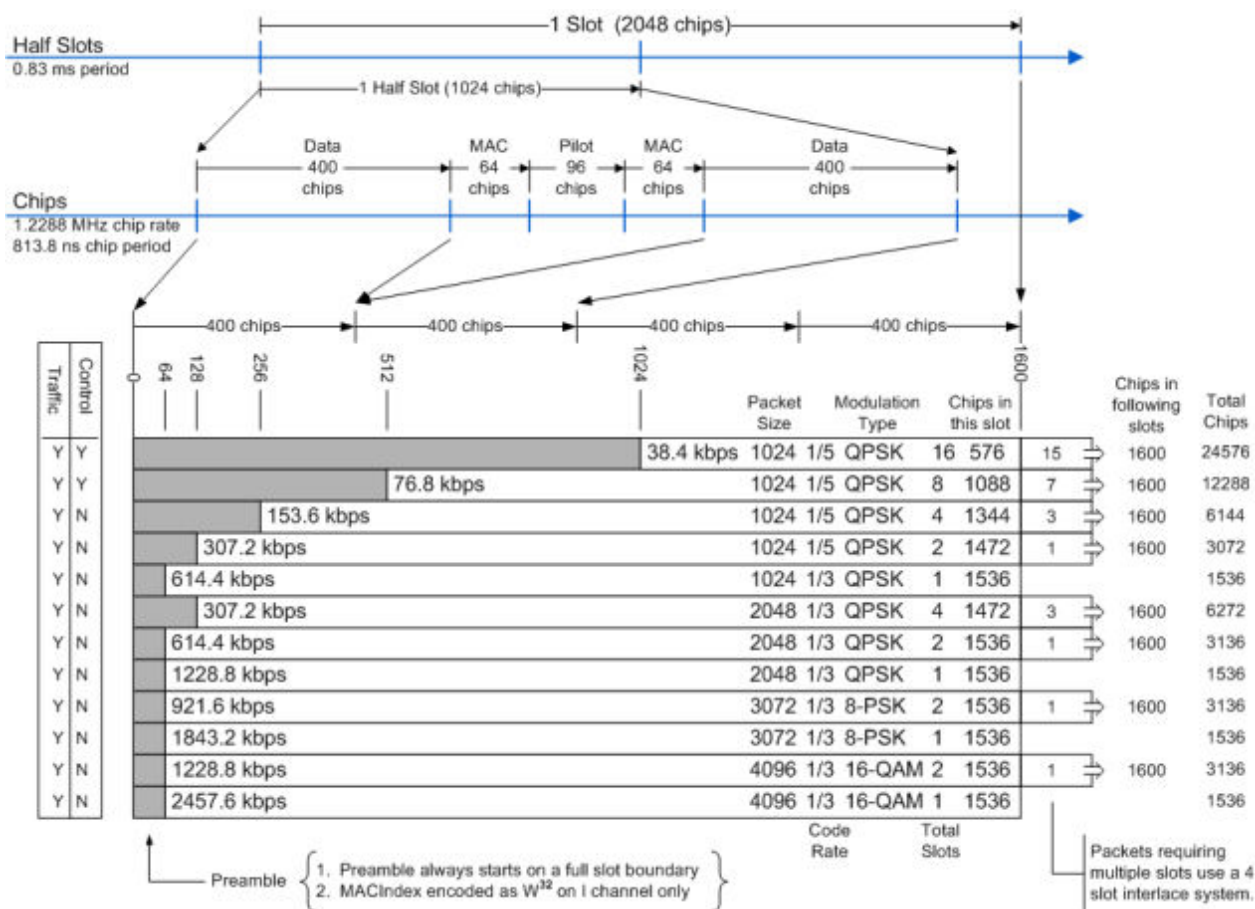 1 Slot (2048 chips)
Half Slots
0.83 ms period
1 Half Slot (1024 chips)
Data
400
chips
MAC
64
chips
Pilot
96
chips
MAC
64
chips
Data
400
chips
Chips
1.2288 MHz chip rate
813.8 ns chip period
400 chips
400 chips
400 chips
400 chips
Traffic
Control
0
64
128
256
512
1024
1600
Packet Size
Modulation Type
Chips in this slot
Chips in following slots
Total Chips
Y Y 38.4 kbps 1024 1/5 QPSK 16 576 15 1600 24576
Y Y 76.8 kbps 1024 1/5 QPSK 8 1088 7 1600 12288
Y N 153.6 kbps 1024 1/5 QPSK 4 1344 3 1600 6144
Y N 307.2 kbps 1024 1/5 QPSK 2 1472 1 1600 3072
Y N 614.4 kbps 1024 1/3 QPSK 1 1536 1536
Y N 307.2 kbps 2048 1/3 QPSK 4 1472 3 1600 6272
Y N 614.4 kbps 2048 1/3 QPSK 2 1536 1 1600 3136
Y N 1228.8 kbps 2048 1/3 QPSK 1 1536 1536
Y N 921.6 kbps 3072 1/3 8-PSK 2 1536 1 1600 3136
Y N 1843.2 kbps 3072 1/3 8-PSK 1 1536 1536
Y N 1228.8 kbps 4096 1/3 16-QAM 2 1536 1 1600 3136
Y N 2457.6 kbps 4096 1/3 16-QAM 1 1536 1536
Code Rate
Total Slots
Preamble
1. Preamble always starts on a full slot boundary
2. MACIndex encoded as W³² on I channel only
Packets requiring
multiple slots use a 4
slot interlace system.